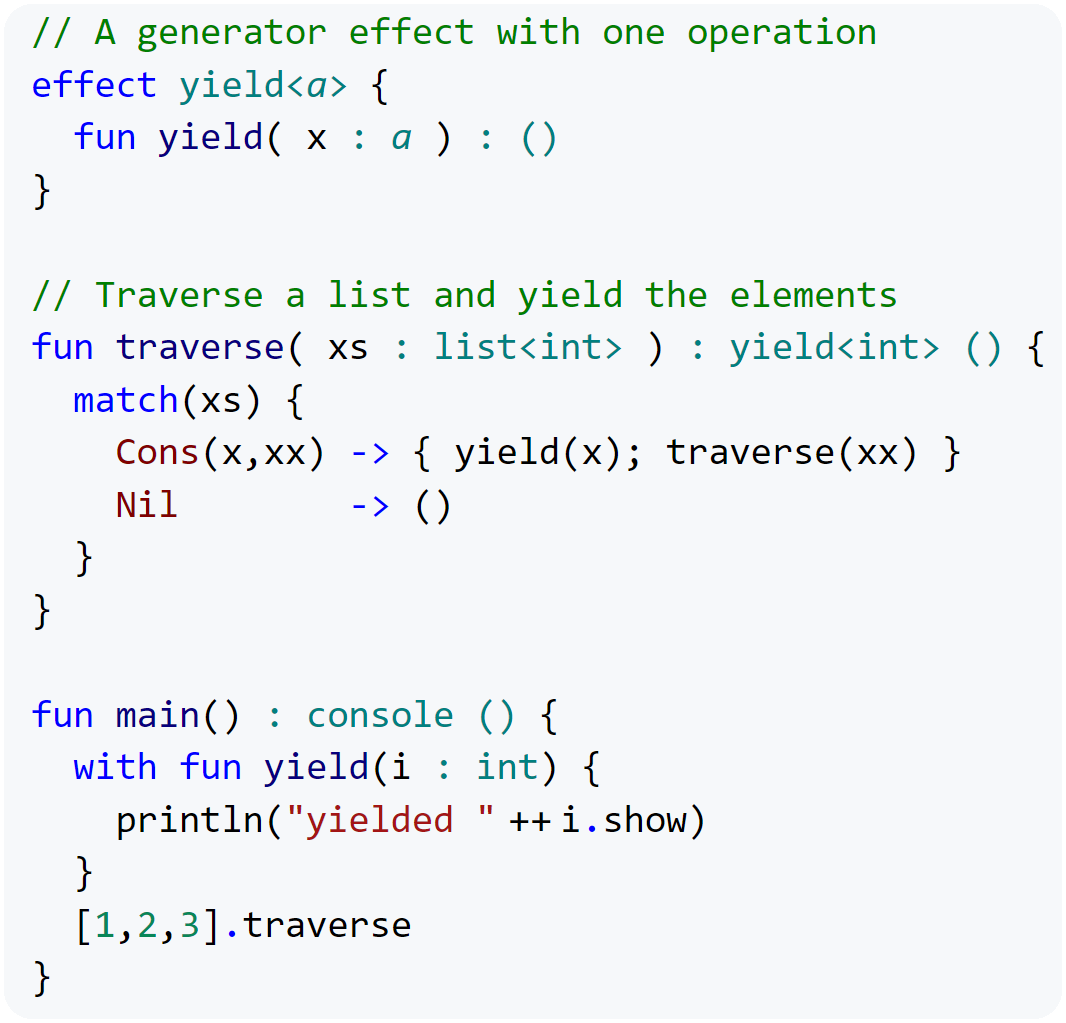 // A generator effect with one operation
effect yield<a> {
  fun yield( x : a ) : ()
}

// Traverse a list and yield the elements
fun traverse( xs : list<int> ) : yield<int> () {
  match(xs) {
    Cons(x,xx) -> { yield(x); traverse(xx) }
    Nil        -> ()
  }
}

fun main() : console () {
  with fun yield(i : int) {
    println("yielded " ++ i.show)
  }
  [1,2,3].traverse
}